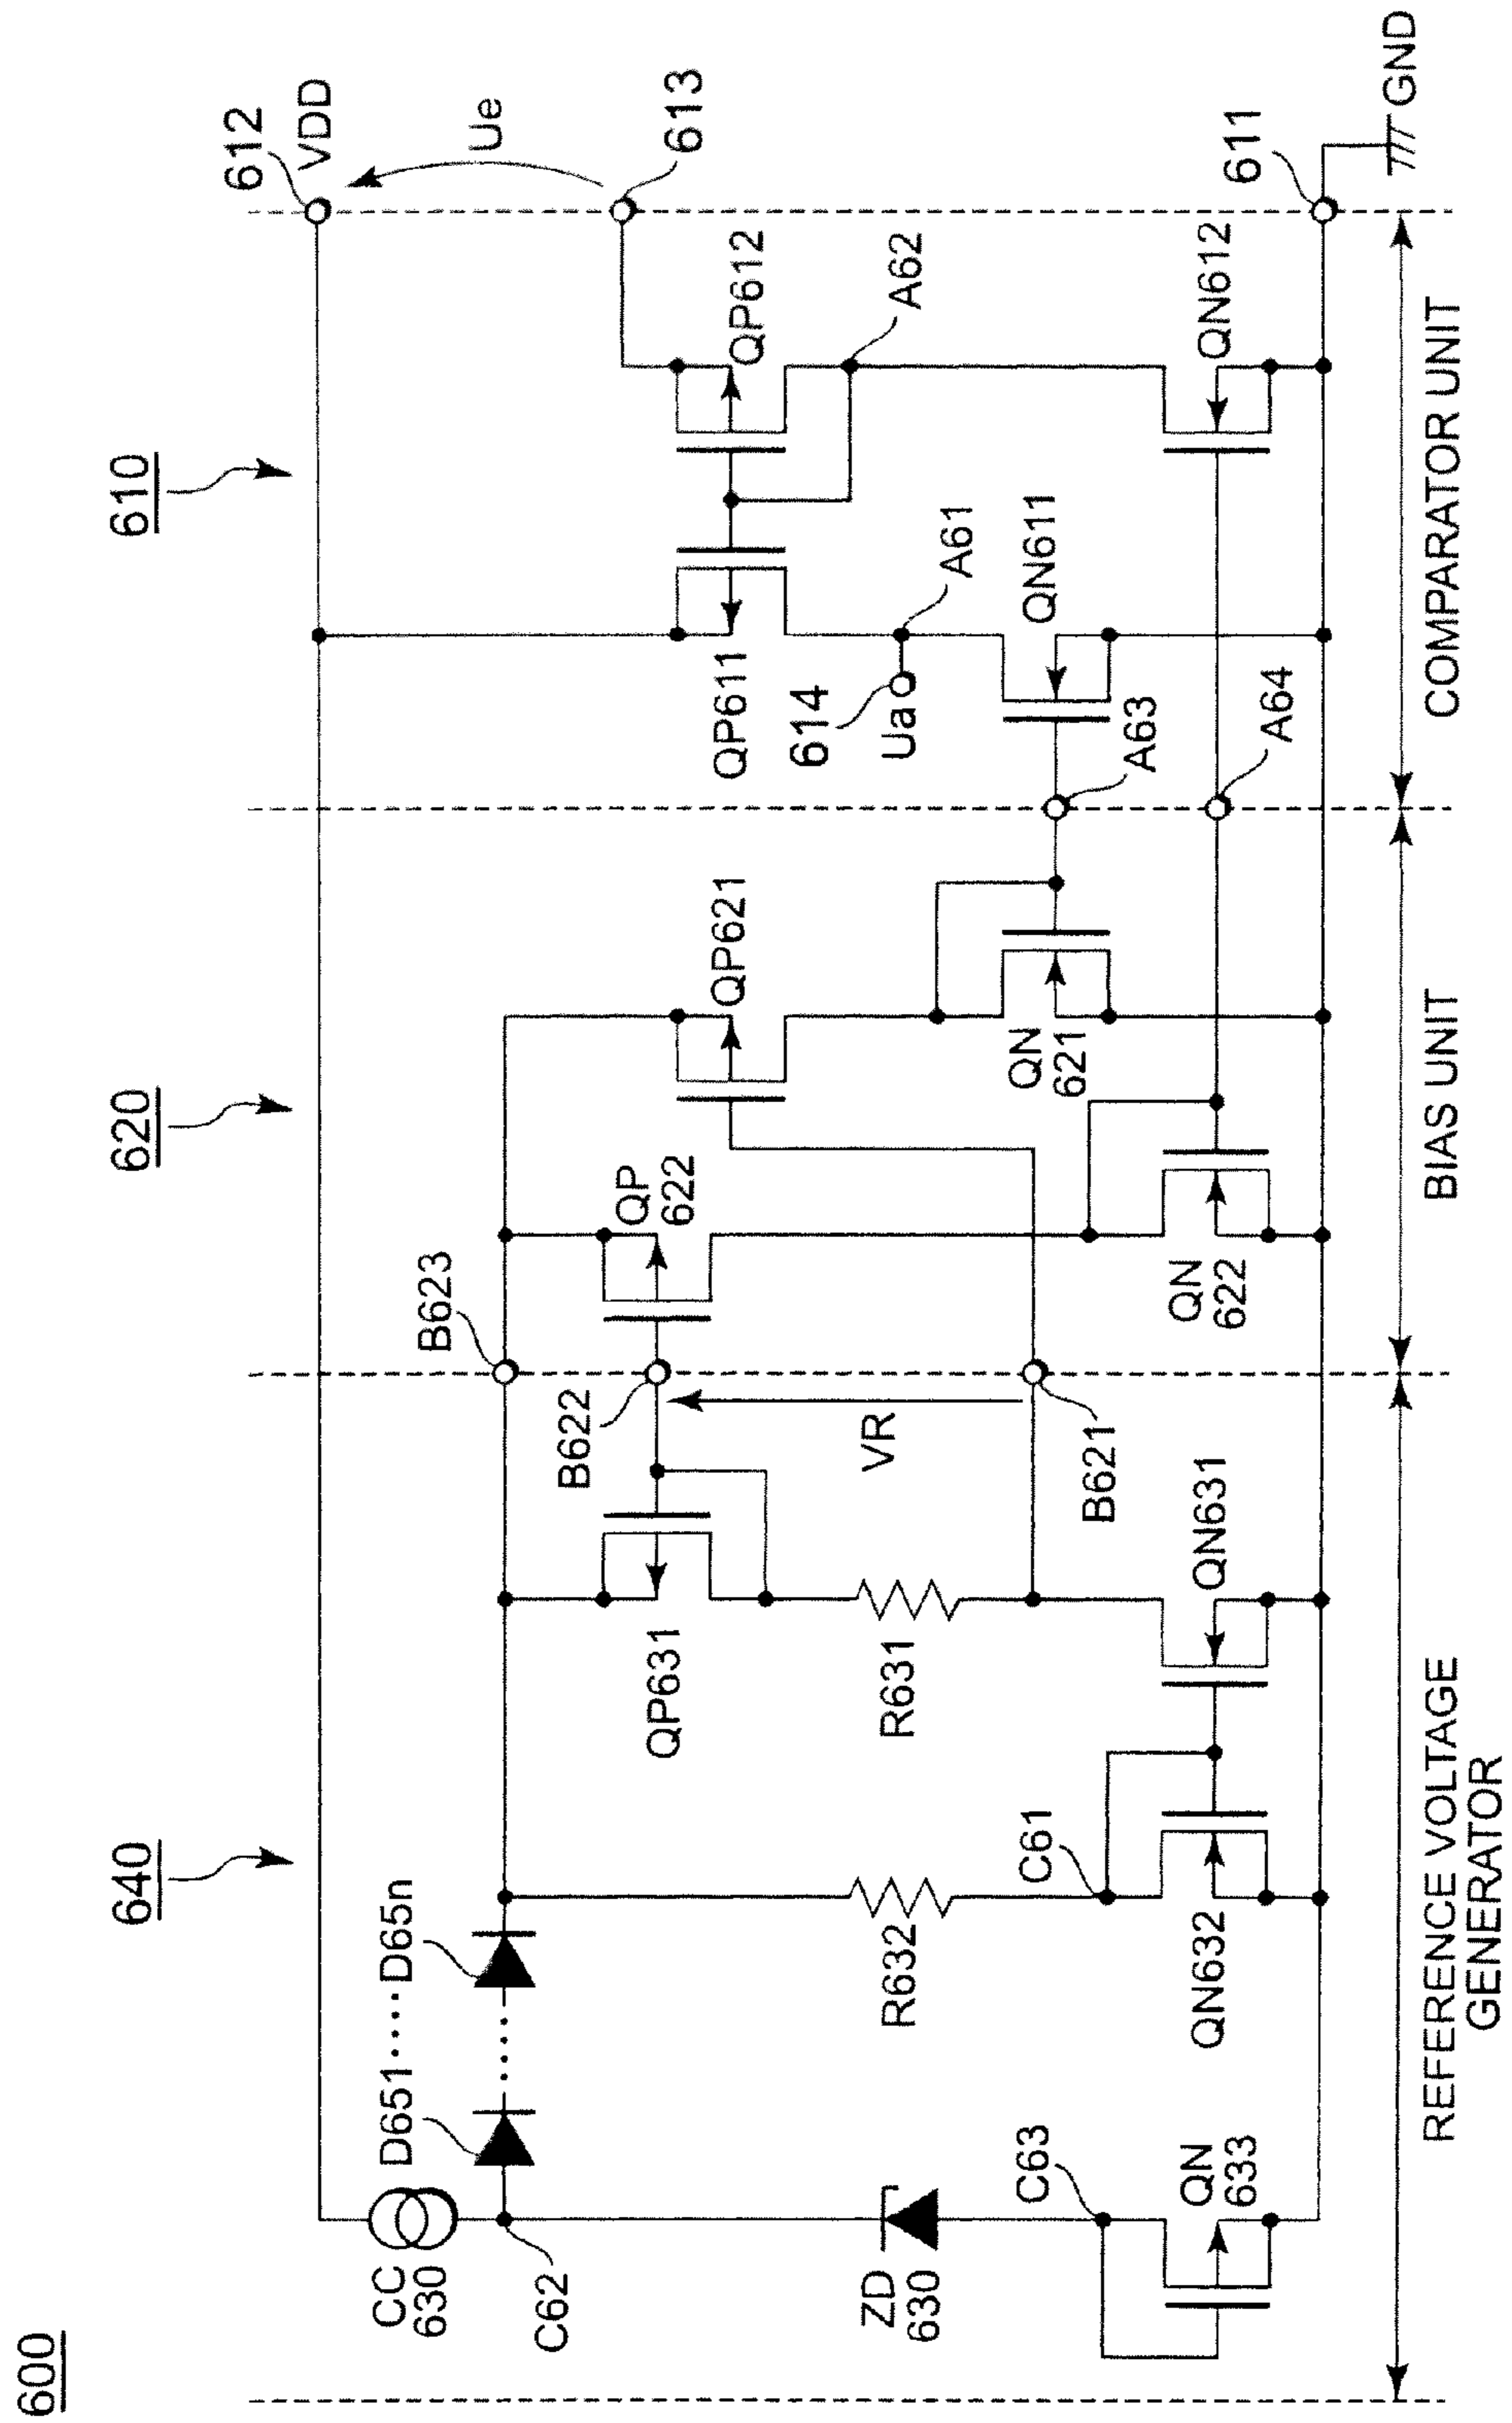 600
640
620
610
612
VDD
Ue
613
611
GND
CC
630
D651·····D65n
C62
ZD
630
C63
QN
633
R632
C61
QN632
QP631
R631
QN631
B623
B622
VR
B621
QP
622
QN
622
QP621
QN
621
A63
A64
QP611
614
Ua
A61
QN611
QP612
A62
QN612
REFERENCE VOLTAGE
GENERATOR
BIAS UNIT
COMPARATOR UNIT